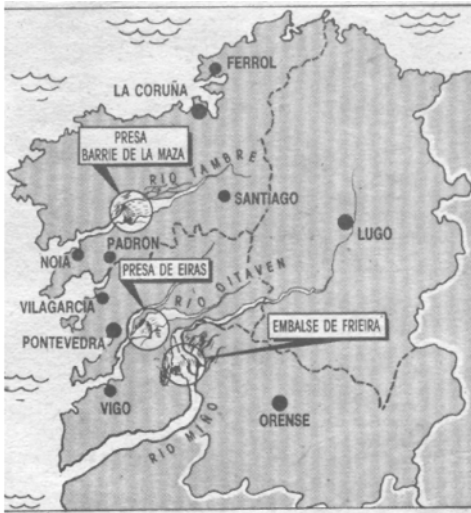 FERROL
LA CORUÑA
PRESA
BARRIE DE LA MAZA
RIO TAMBRE
SANTIAGO
LUGO
NOIA
PADRON
PRESA DE EIRAS
RIO OITAVEN
VILAGARCIA
PONTEVEDRA
EMBALSE DE FRIEIRA
VIGO
ORENSE
RIO MIÑO